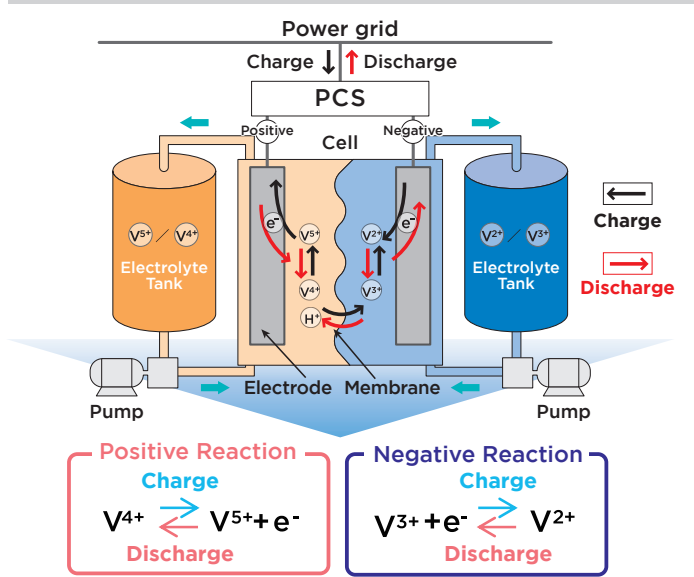 Power grid
Charge
Discharge
PCS
Positive
Negative
Cell
V5+
V4+
Electrolyte
Tank
e-
V5+
V4+
H+
e-
V2+
V3+
V2+
V3+
Electrolyte
Tank
Charge
Discharge
Pump
Electrode
Membrane
Pump
Positive Reaction
Charge
V4+ V5++e-
Discharge
Negative Reaction
Charge
V3++e- V2+
Discharge